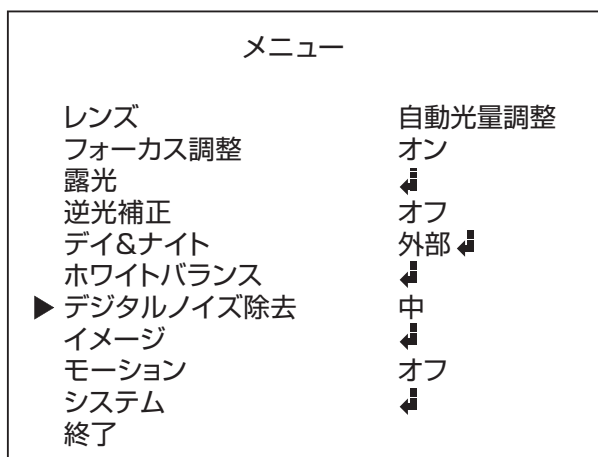 メニュー
レンズ 自動光量調整
フォーカス調整 オン
露光 ↲
逆光補正 オフ
デイ&ナイト 外部 ↲
ホワイトバランス ↲
▶ デジタルノイズ除去 中
イメージ ↲
モーション オフ
システム ↲
終了